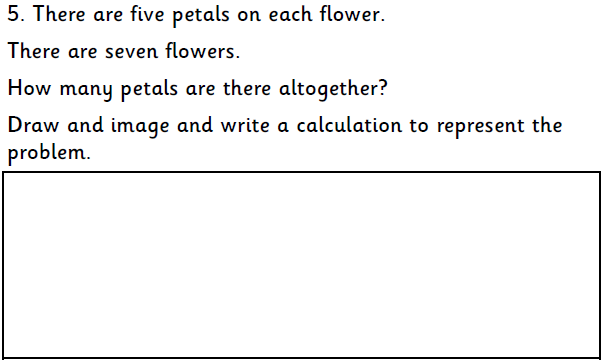 5. There are five petals on each flower.
There are seven flowers.
How many petals are there altogether?
Draw and image and write a calculation to represent the
problem.